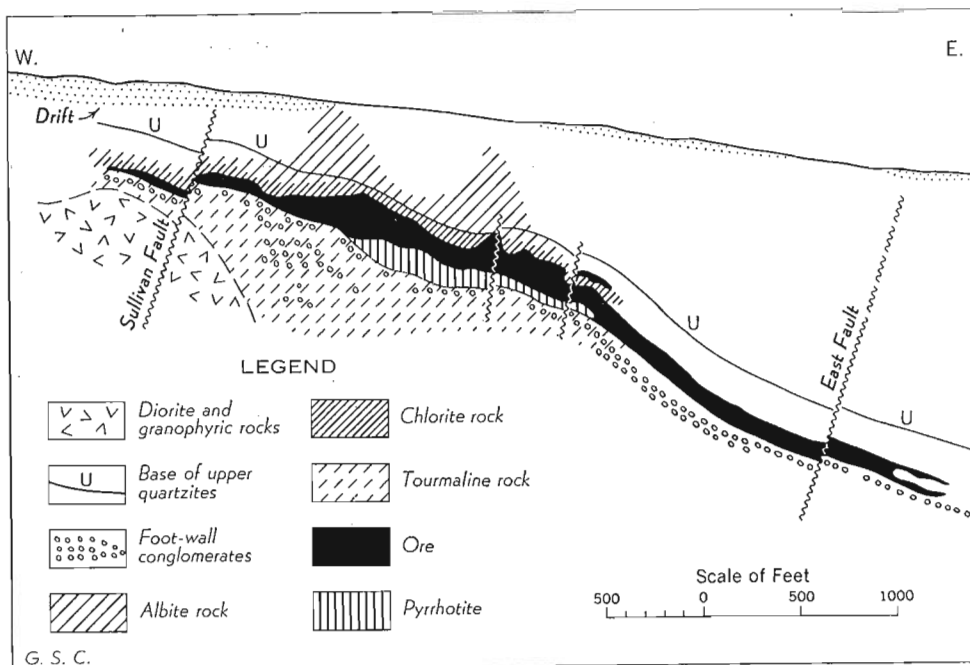 W.
E.
Drift
U
U
Sullivan Fault
U
East Fault
U
LEGEND
Diorite and
granophyric rocks
Chlorite rock
U
Base of upper
quartzites
Tourmaline rock
Foot-wall
conglomerates
Ore
Albite rock
Pyrrhotite
Scale of Feet
500 0 500 1000
G. S. C.